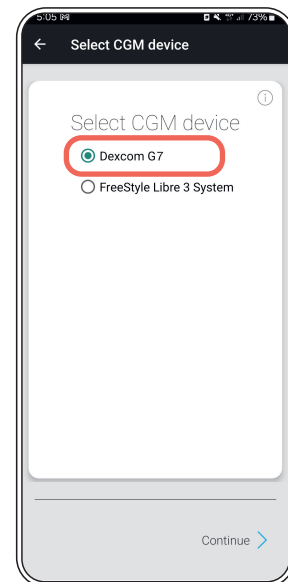 5:05
73%
Select CGM device
Select CGM device
Dexcom G7
FreeStyle Libre 3 System
Continue